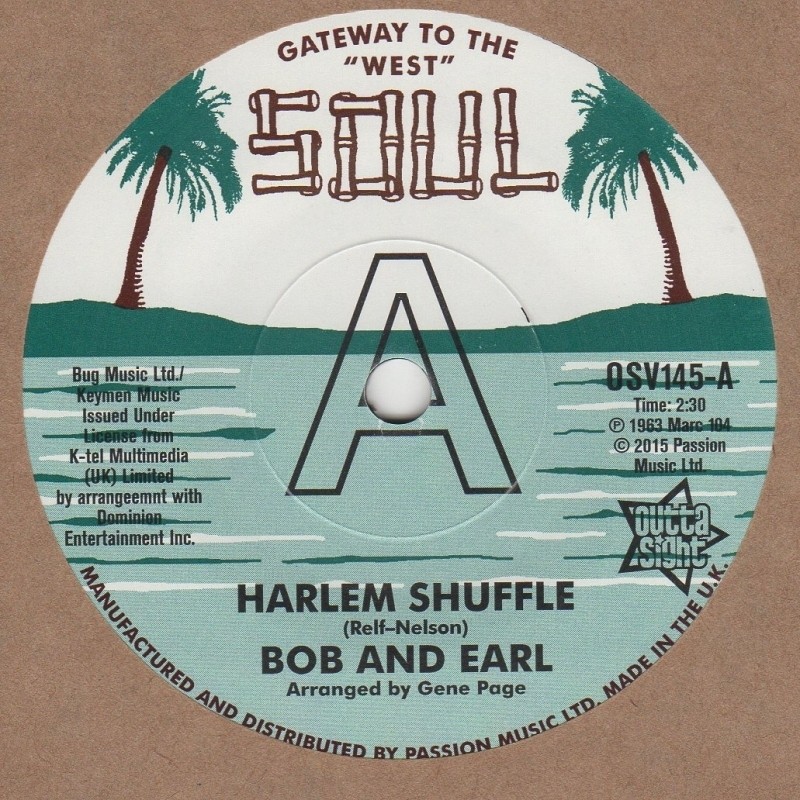 GATEWAY TO THE
"WEST"
SOUL
A
Bug Music Ltd./
Keymen Music
Issued Under
License from
K-tel Multimedia
(UK) Limited
by arrangeemnt with
Dominion
Entertainment Inc.
OSV145-A
Time: 2:30
℗ 1963 Marc 104
© 2015 Passion
Music Ltd.
outta
sight
HARLEM SHUFFLE
(Relf-Nelson)
BOB AND EARL
Arranged by Gene Page
MANUFACTURED AND DISTRIBUTED BY PASSION MUSIC LTD. MADE IN THE U.K.